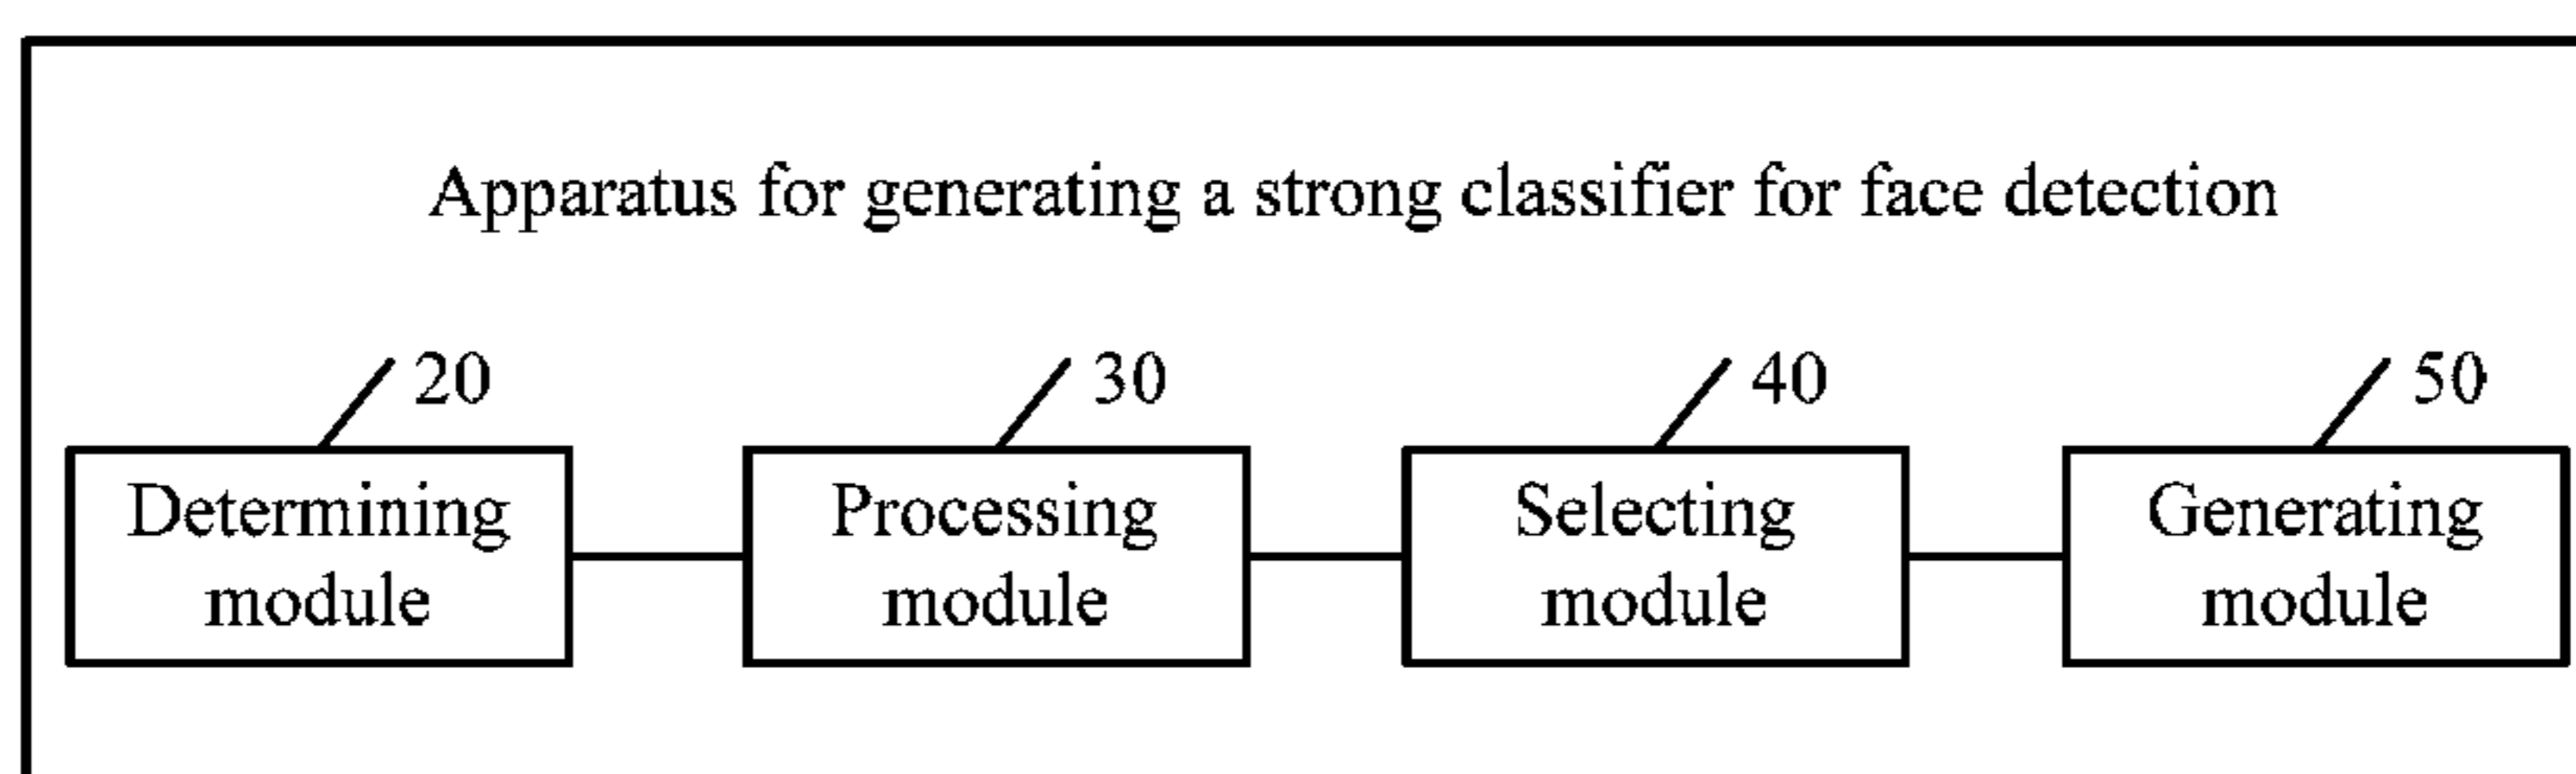 Apparatus for generating a strong classifier for face detection
20
30
40
50
Determining
module
Processing
module
Selecting
module
Generating
module